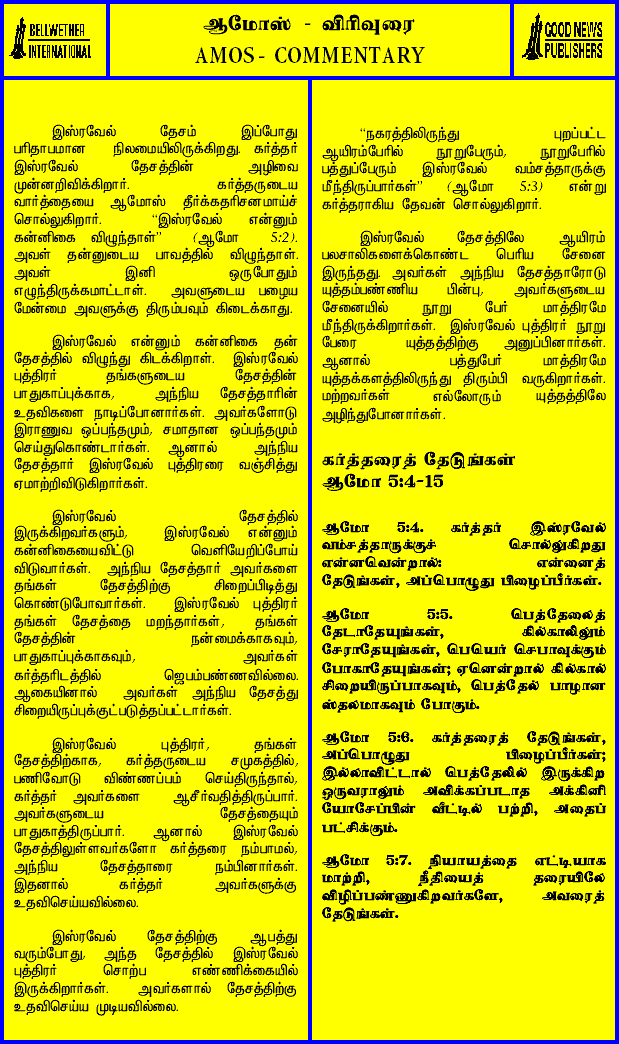 BELLWETHER
INTERNATIONAL
ஆமோஸ் - விரிவுரை
AMOS - COMMENTARY
GOOD NEWS
PUBLISHERS
இஸ்ரவேல் தேசம் இப்போது
பரிதாபமான நிலமையிலிருக்கிறது. கர்த்தர்
இஸ்ரவேல் தேசத்தின் அழிவை
முன்னறிவிக்கிறார். கர்த்தருடைய
வார்த்தையை ஆமோஸ் தீர்க்கதரிசனமாய்ச்
சொல்லுகிறார். “இஸ்ரவேல் என்னும்
கன்னிகை விழுந்தாள்” (ஆமோ 5:2).
அவள் தன்னுடைய பாவத்தில் விழுந்தாள்.
அவள் இனி ஒருபோதும்
எழுந்திருக்கமாட்டாள். அவளுடைய பழைய
மேன்மை அவளுக்கு திரும்பவும் கிடைக்காது.
இஸ்ரவேல் என்னும் கன்னிகை தன்
தேசத்தில் விழுந்து கிடக்கிறாள். இஸ்ரவேல்
புத்திரர் தங்களுடைய தேசத்தின்
பாதுகாப்புக்காக, அந்நிய தேசத்தாரின்
உதவிகளை நாடிப்போனார்கள். அவர்களோடு
இராணுவ ஒப்பந்தமும், சமாதான ஒப்பந்தமும்
செய்துகொண்டார்கள். ஆனால் அந்நிய
தேசத்தார் இஸ்ரவேல் புத்திரரை வஞ்சித்து
ஏமாற்றிவிடுகிறார்கள்.
இஸ்ரவேல் தேசத்தில்
இருக்கிறவர்களும், இஸ்ரவேல் என்னும்
கன்னிகையைவிட்டு வெளியேறிப்போய்
விடுவார்கள். அந்நிய தேசத்தார் அவர்களை
தங்கள் தேசத்திற்கு சிறைப்பிடித்து
கொண்டுபோவார்கள். இஸ்ரவேல் புத்திரர்
தங்கள் தேசத்தை மறந்தார்கள், தங்கள்
தேசத்தின் நன்மைக்காகவும்,
பாதுகாப்புக்காகவும், அவர்கள்
கர்த்தரிடத்தில் ஜெபம்பண்ணவில்லை.
ஆகையினால் அவர்கள் அந்நிய தேசத்து
சிறையிருப்புக்குட்படுத்தப்பட்டார்கள்.
இஸ்ரவேல் புத்திரர், தங்கள்
தேசத்திற்காக, கர்த்தருடைய சமுகத்தில்,
பணிவோடு விண்ணப்பம் செய்திருந்தால்,
கர்த்தர் அவர்களை ஆசீர்வதித்திருப்பார்.
அவர்களுடைய தேசத்தையும்
பாதுகாத்திருப்பார். ஆனால் இஸ்ரவேல்
தேசத்திலுள்ளவர்களோ கர்த்தரை நம்பாமல்,
அந்நிய தேசத்தாரை நம்பினார்கள்.
இதனால் கர்த்தர் அவர்களுக்கு
உதவிசெய்யவில்லை.
இஸ்ரவேல் தேசத்திற்கு ஆபத்து
வரும்போது, அந்த தேசத்தில் இஸ்ரவேல்
புத்திரர் சொற்ப எண்ணிக்கையில்
இருக்கிறார்கள். அவர்களால் தேசத்திற்கு
உதவிசெய்ய முடியவில்லை.
“நகரத்திலிருந்து புறப்பட்ட
ஆயிரம்பேரில் நூறுபேரும், நூறுபேரில்
பத்துப்பேரும் இஸ்ரவேல் வம்சத்தாருக்கு
மீந்திருப்பார்கள்” (ஆமோ 5:3) என்று
கர்த்தராகிய தேவன் சொல்லுகிறார்.
இஸ்ரவேல் தேசத்திலே ஆயிரம்
பலசாலிகளைக்கொண்ட பெரிய சேனை
இருந்தது. அவர்கள் அந்நிய தேசத்தாரோடு
யுத்தம்பண்ணிய பின்பு, அவர்களுடைய
சேனையில் நூறு பேர் மாத்திரமே
மீந்திருக்கிறார்கள். இஸ்ரவேல் புத்திரர் நூறு
பேரை யுத்தத்திற்கு அனுப்பினார்கள்.
ஆனால் பத்துபேர் மாத்திரமே
யுத்தக்களத்திலிருந்து திரும்பி வருகிறார்கள்.
மற்றவர்கள் எல்லோரும் யுத்தத்திலே
அழிந்துபோனார்கள்.
கர்த்தரைத் தேடுங்கள்
ஆமோ 5:4-15
ஆமோ 5:4. கர்த்தர் இஸ்ரவேல்
வம்சத்தாருக்குச் சொல்லுகிறது
என்னவென்றால்: என்னைத்
தேடுங்கள், அப்பொழுது பிழைப்பீர்கள்.
ஆமோ 5:5. பெத்தேலைத்
தேடாதேயுங்கள், கில்காலிலும்
சேராதேயுங்கள், பெயெர் செபாவுக்கும்
போகாதேயுங்கள்; ஏனென்றால் கில்கால்
சிறையிருப்பாகவும், பெத்தேல் பாழான
ஸ்தலமாகவும் போகும்.
ஆமோ 5:6. கர்த்தரைத் தேடுங்கள்,
அப்பொழுது பிழைப்பீர்கள்;
இல்லாவிட்டால் பெத்தேலில் இருக்கிற
ஒருவராலும் அவிக்கப்படாத அக்கினி
யோசேப்பின் வீட்டில் பற்றி, அதைப்
பட்சிக்கும்.
ஆமோ 5:7. நியாயத்தை எட்டியாக
மாற்றி, நீதியைத் தரையிலே
விழப்பண்ணுகிறவர்களே, அவரைத்
தேடுங்கள்.